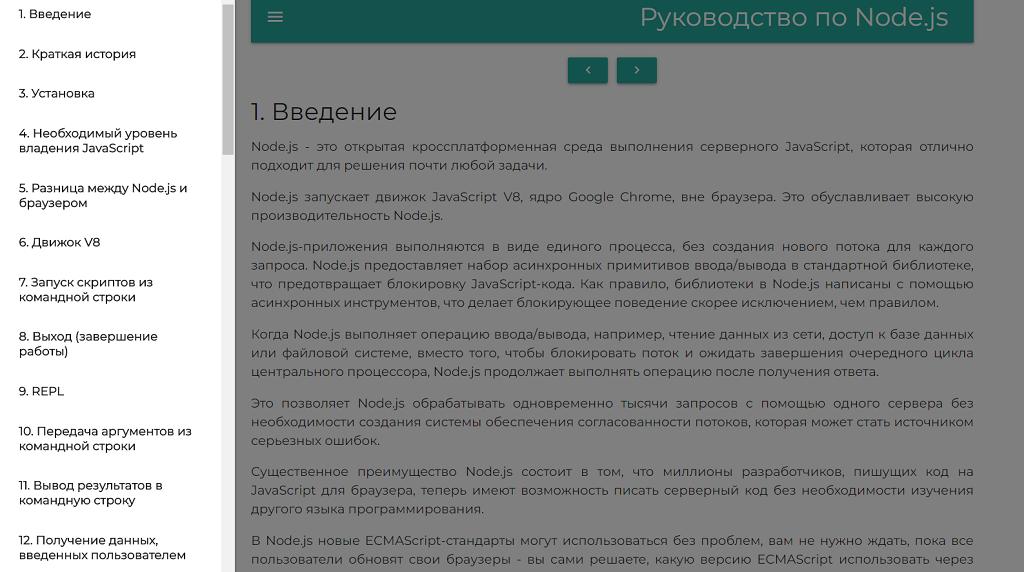 1. Введение
2. Краткая история
3. Установка
4. Необходимый уровень
владения JavaScript
5. Разница между Node.js и
браузером
6. Движок V8
7. Запуск скриптов из
командной строки
8. Выход (завершение
работы)
9. REPL
10. Передача аргументов из
командной строки
11. Вывод результатов в
командную строку
12. Получение данных,
введенных пользователем
Руководство по Node.js
1. Введение
Node.js - это открытая кроссплатформенная среда выполнения серверного JavaScript, которая отлично
подходит для решения почти любой задачи.
Node.js запускает движок JavaScript V8, ядро Google Chrome, вне браузера. Это обуславливает высокую
производительность Node.js.
Node.js-приложения выполняются в виде единого процесса, без создания нового потока для каждого
запроса. Node.js предоставляет набор асинхронных примитивов ввода/вывода в стандартной библиотеке,
что предотвращает блокировку JavaScript-кода. Как правило, библиотеки в Node.js написаны с помощью
асинхронных инструментов, что делает блокирующее поведение скорее исключением, чем правилом.
Когда Node.js выполняет операцию ввода/вывода, например, чтение данных из сети, доступ к базе данных
или файловой системе, вместо того, чтобы блокировать поток и ожидать завершения очередного цикла
центрального процессора, Node.js продолжает выполнять операцию после получения ответа.
Это позволяет Node.js обрабатывать одновременно тысячи запросов с помощью одного сервера без
необходимости создания системы обеспечения согласованности потоков, которая может стать источником
серьезных ошибок.
Существенное преимущество Node.js состоит в том, что миллионы разработчиков, пишущих код на
JavaScript для браузера, теперь имеют возможность писать серверный код без необходимости изучения
другого языка программирования.
В Node.js новые ECMAScript-стандарты могут использоваться без проблем, вам не нужно ждать, пока все
пользователи обновят свои браузеры - вы сами решаете, какую версию ECMAScript использовать через